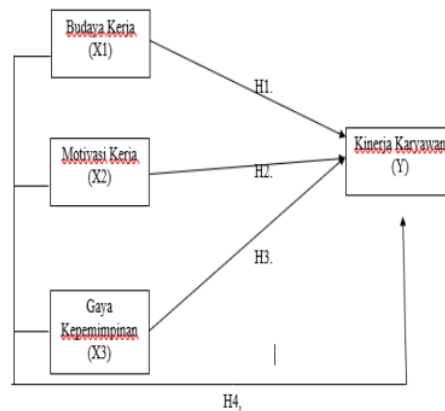 Budaya Kerja
(X1)
H1.
Motivasi Kerja
(X2)
H2.
Kinerja Karyawan
(Y)
H3.
Gaya
Kepemimpinan
(X3)
H4,